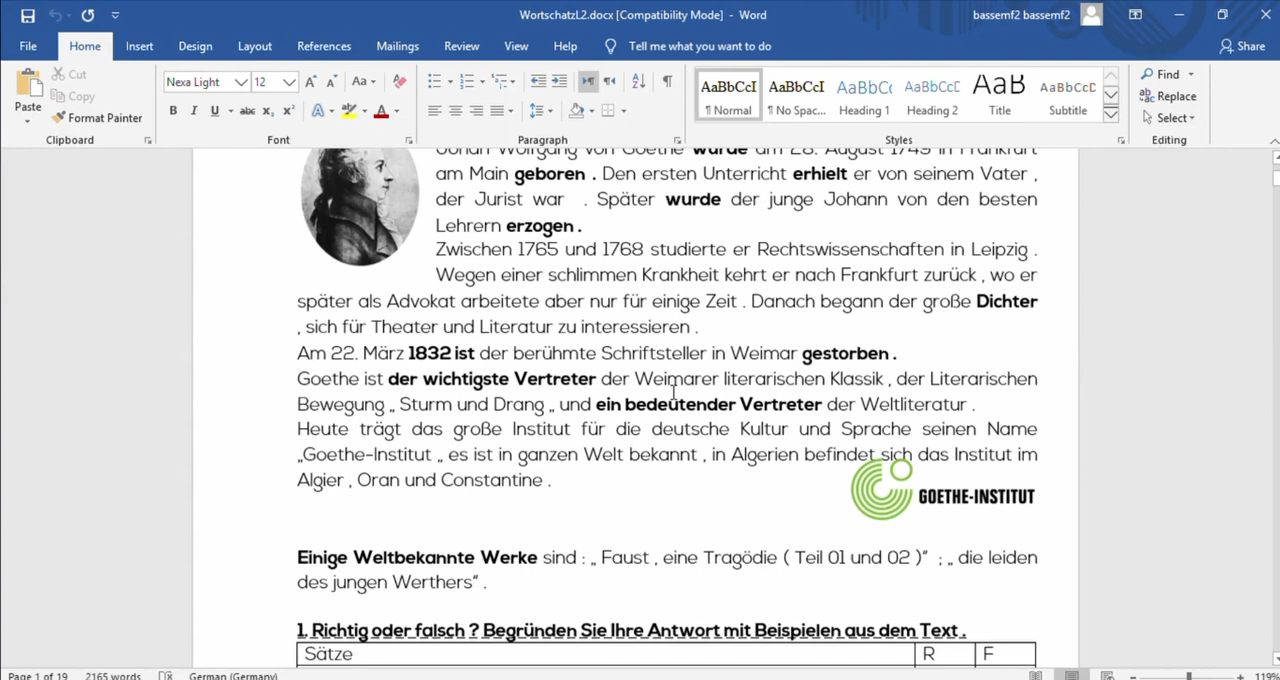 WortschatzL2.docx [Compatibility Mode] - Word
bassemf2 bassemf2
File Home Insert Design Layout References Mailings Review View Help Tell me what you want to do Share
Paste
Cut
Copy
Format Painter
Clipboard
Nexa Light 12
Font
Paragraph
AaBbCcI AaBbCcI AaBbCc AaBbCcD AaB AaBbCcD
¶ Normal ¶ No Spac... Heading 1 Heading 2 Title Subtitle
Styles
Find
Replace
Select
Editing
Johan Wolfgang von Goethe wurde am 28. August 1749 in Frankfurt
am Main geboren . Den ersten Unterricht erhielt er von seinem Vater ,
der Jurist war . Später wurde der junge Johann von den besten
Lehrern erzogen .
Zwischen 1765 und 1768 studierte er Rechtswissenschaften in Leipzig .
Wegen einer schlimmen Krankheit kehrt er nach Frankfurt zurück , wo er
später als Advokat arbeitete aber nur für einige Zeit . Danach begann der große Dichter
, sich für Theater und Literatur zu interessieren .
Am 22. März 1832 ist der berühmte Schriftsteller in Weimar gestorben .
Goethe ist der wichtigste Vertreter der Weimarer literarischen Klassik , der Literarischen
Bewegung „ Sturm und Drang „ und ein bedeutender Vertreter der Weltliteratur .
Heute trägt das große Institut für die deutsche Kultur und Sprache seinen Name
„Goethe-Institut „ es ist in ganzen Welt bekannt , in Algerien befindet sich das Institut im
Algier , Oran und Constantine .
GOETHE-INSTITUT
Einige Weltbekannte Werke sind : „ Faust , eine Tragödie ( Teil 01 und 02 )“ ; „ die leiden
des jungen Werthers“ .
1. Richtig oder falsch ? Begründen Sie Ihre Antwort mit Beispielen aus dem Text .
Sätze R F
Page 1 of 19 2165 words German (Germany) 119%